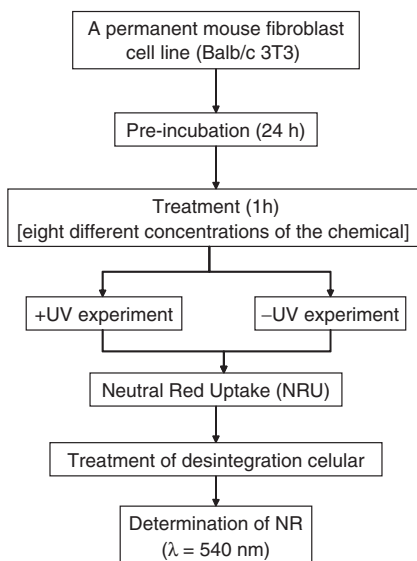 A permanent mouse fibroblast
cell line (Balb/c 3T3)
Pre-incubation (24 h)
Treatment (1h)
[eight different concentrations of the chemical]
+UV experiment
−UV experiment
Neutral Red Uptake (NRU)
Treatment of desintegration celular
Determination of NR
(λ = 540 nm)